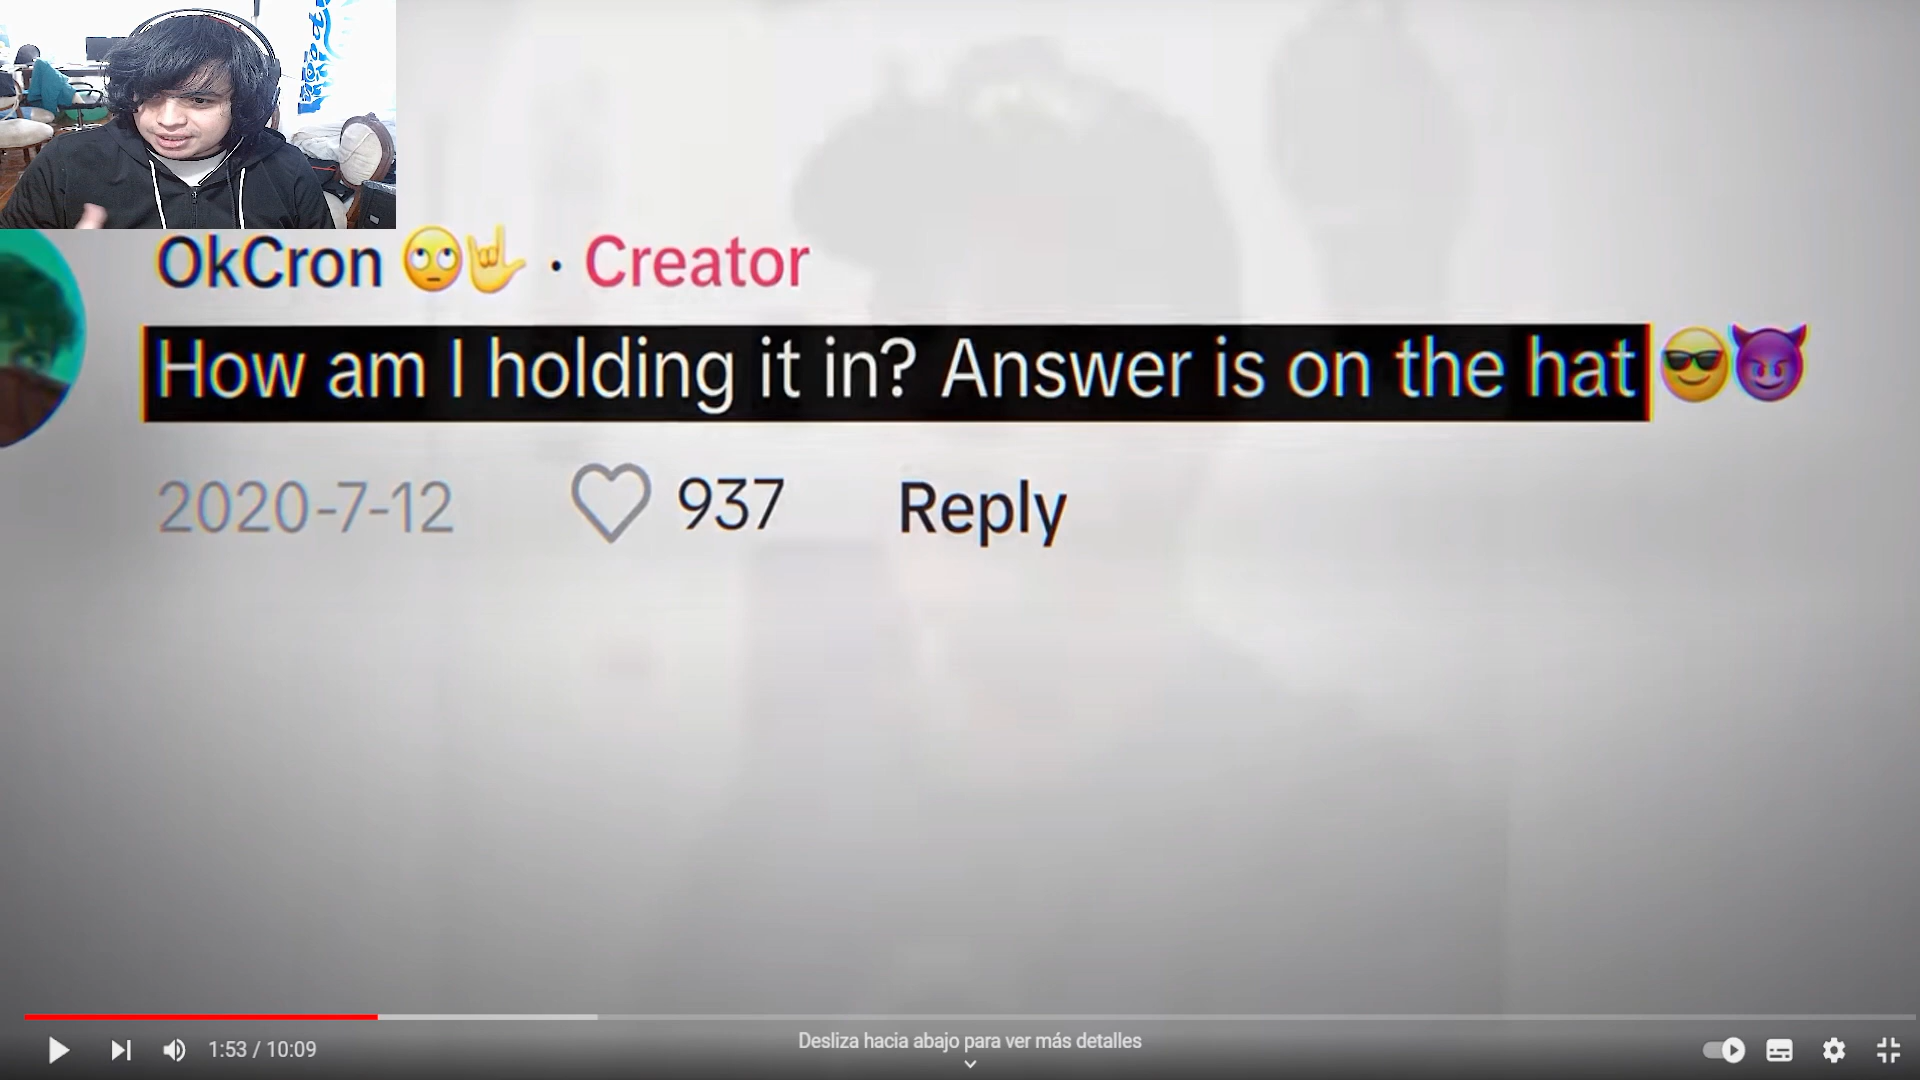 OkCron 🙄🤟 · Creator
How am I holding it in? Answer is on the hat 😎😈
2020-7-12 937 Reply
1:53 / 10:09
Desliza hacia abajo para ver más detalles